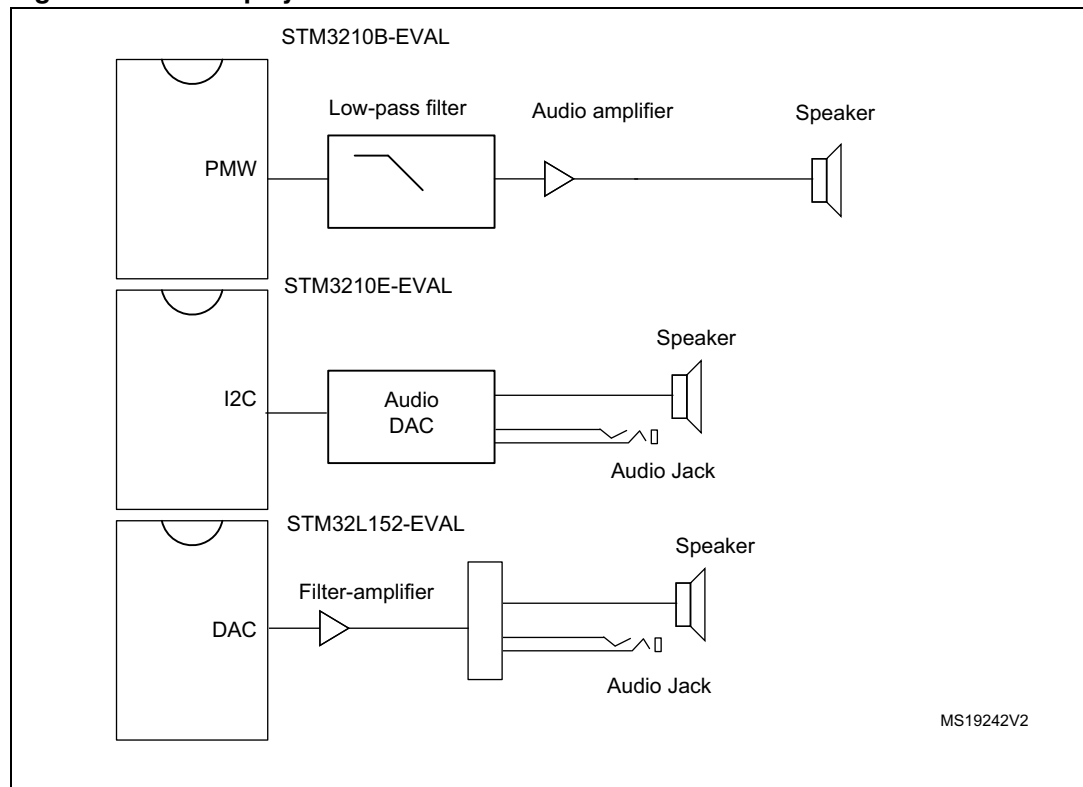 STM3210B-EVAL
Low-pass filter
Audio amplifier
Speaker
PMW
STM3210E-EVAL
Speaker
I2C
Audio
DAC
Audio Jack
STM32L152-EVAL
Speaker
Filter-amplifier
DAC
Audio Jack
MS19242V2